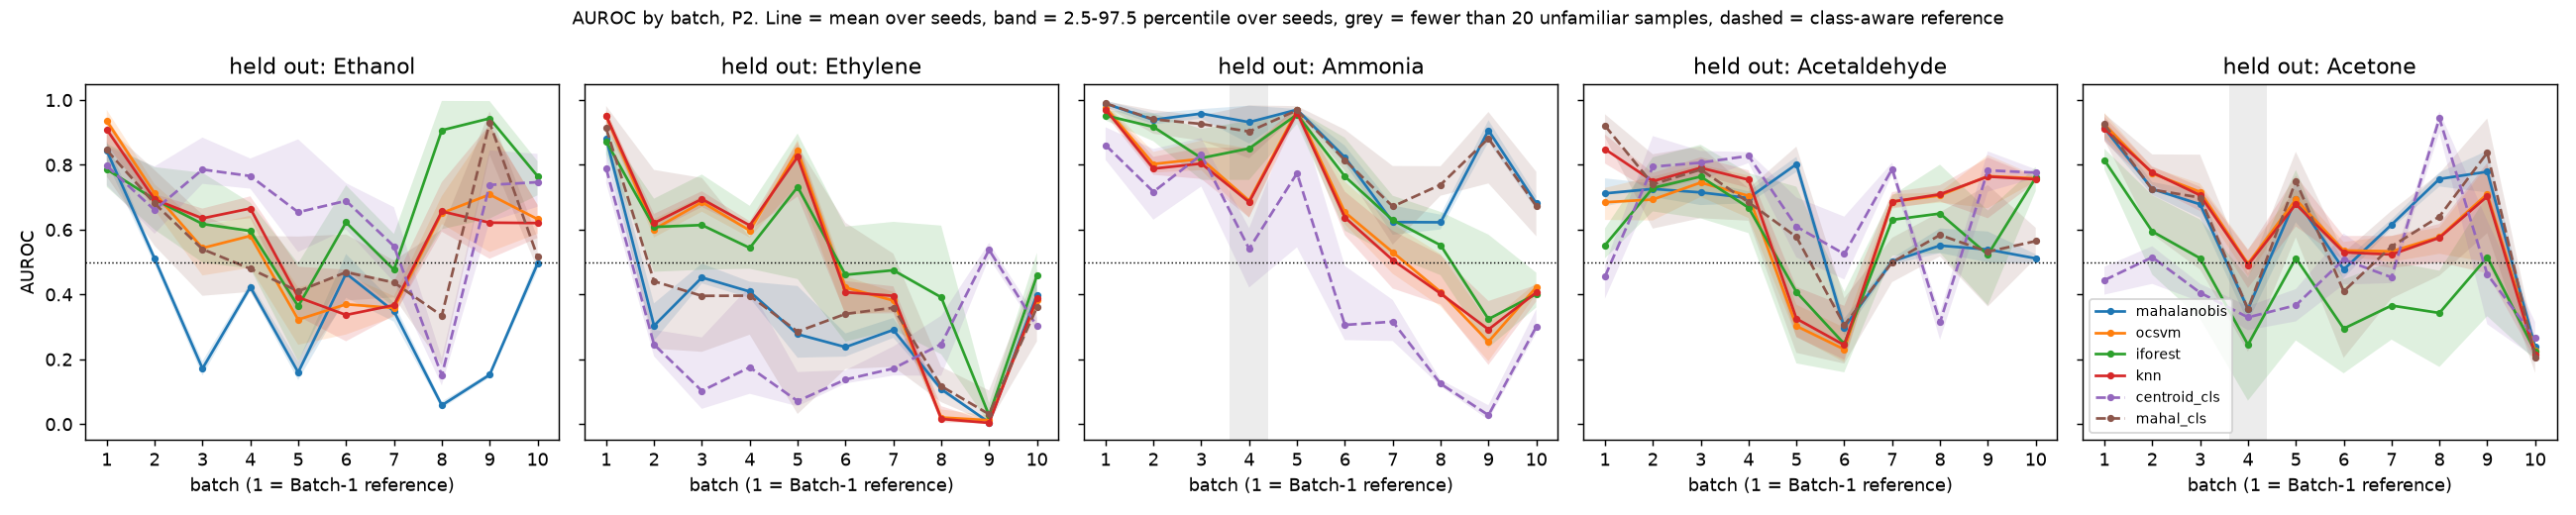 AUROC by batch, P2. Line = mean over seeds, band = 2.5-97.5 percentile over seeds, grey = fewer than 20 unfamiliar samples, dashed = class-aware reference
held out: Ethanol
held out: Ethylene
held out: Ammonia
held out: Acetaldehyde
held out: Acetone
AUROC
1.0
0.8
0.6
0.4
0.2
0.0
mahalanobis
ocsvm
iforest
knn
centroid_cls
mahal_cls
1 2 3 4 5 6 7 8 9 10
1 2 3 4 5 6 7 8 9 10
1 2 3 4 5 6 7 8 9 10
1 2 3 4 5 6 7 8 9 10
1 2 3 4 5 6 7 8 9 10
batch (1 = Batch-1 reference)
batch (1 = Batch-1 reference)
batch (1 = Batch-1 reference)
batch (1 = Batch-1 reference)
batch (1 = Batch-1 reference)